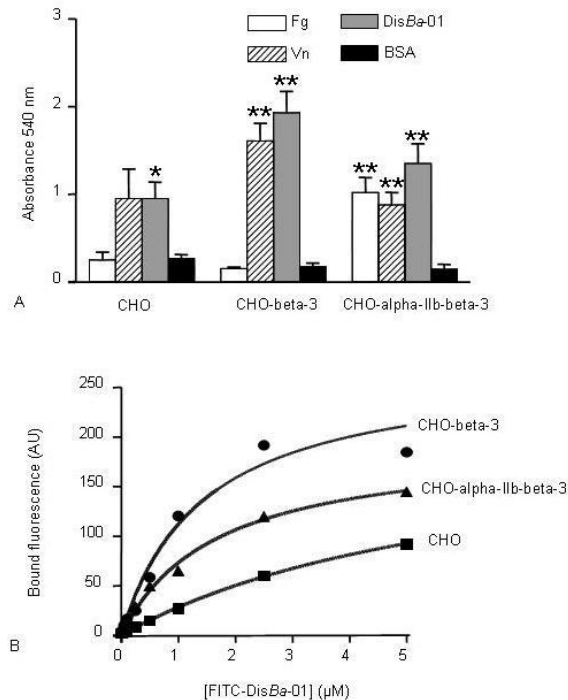 Fg
DisBa-01
Vn
BSA
Absorbance 540 nm
3
2
1
0
** **
*
** ** **
CHO
CHO-beta-3
CHO-alpha-IIb-beta-3
A
Bound fluorescence (AU)
250
200
150
100
50
0
CHO-beta-3
CHO-alpha-IIb-beta-3
CHO
0 1 2 3 4 5
B
[FITC-DisBa-01] (µM)